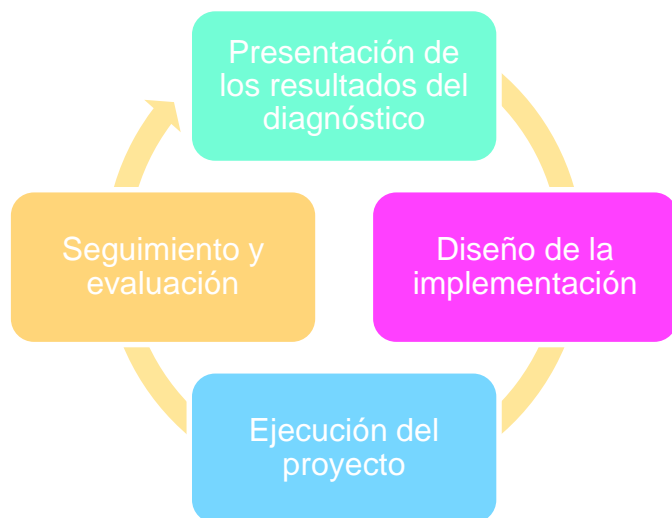 Presentación de
los resultados del
diagnóstico
Diseño de la
implementación
Ejecución del
proyecto
Seguimiento y
evaluación